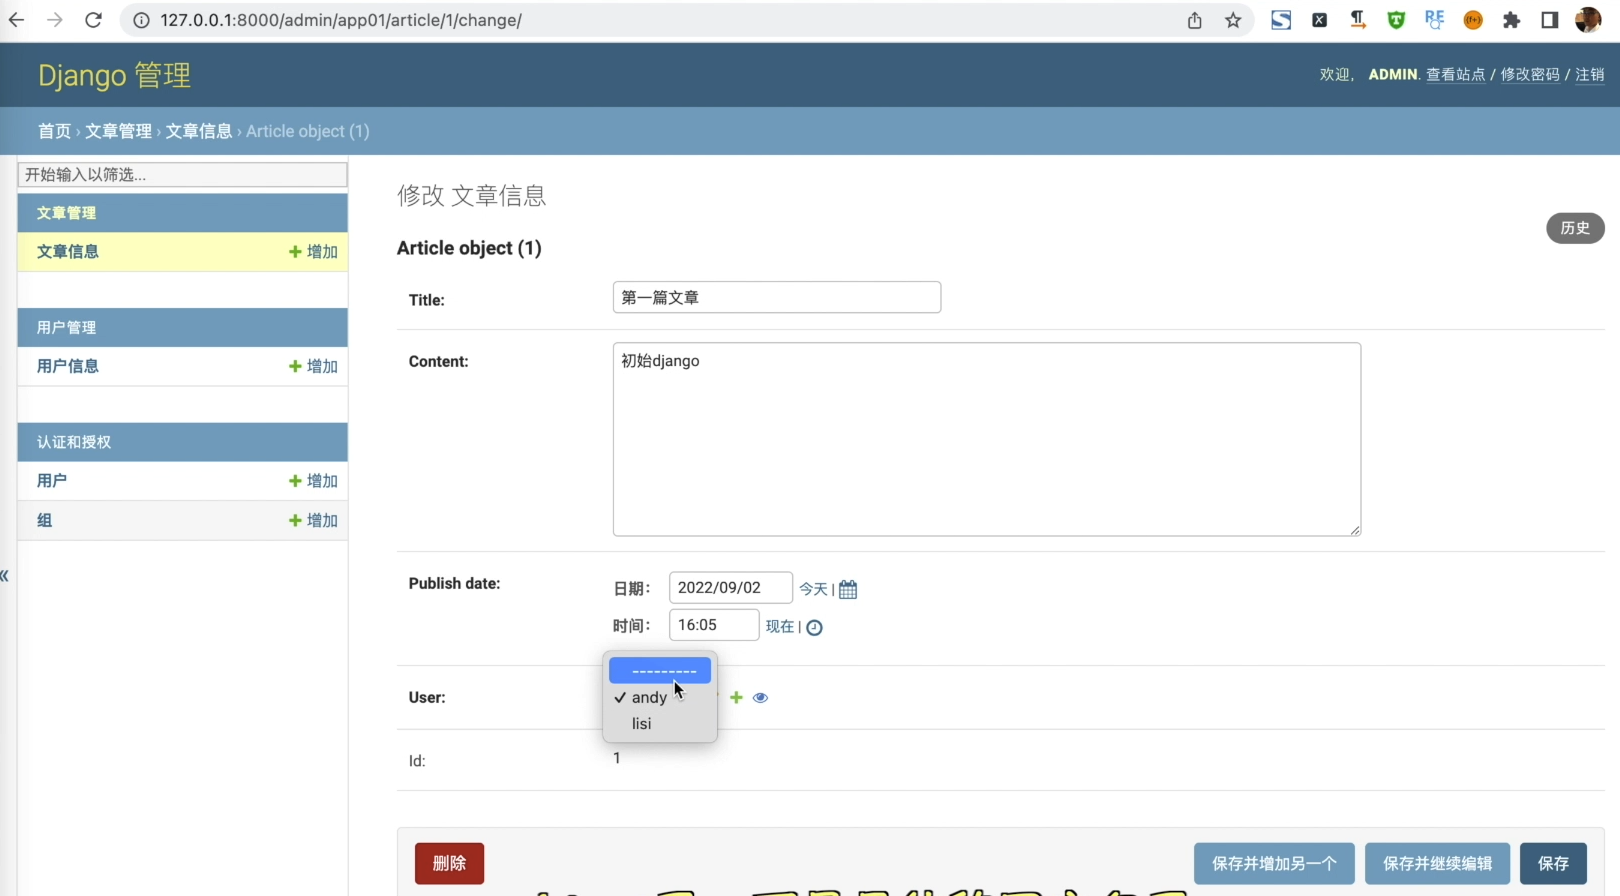 127.0.0.1:8000/admin/app01/article/1/change/
Django 管理
欢迎， ADMIN. 查看站点 / 修改密码 / 注销
首页 › 文章管理 › 文章信息 › Article object (1)
开始输入以筛选...
文章管理
文章信息 增加
用户管理
用户信息 增加
认证和授权
用户 增加
组 增加
«
修改 文章信息
历史
Article object (1)
Title: 第一篇文章
Content: 初始django
Publish date: 日期： 2022/09/02 今天 |
时间： 16:05 现在 |
---------
User: ✓ andy
lisi
Id: 1
删除 保存并增加另一个 保存并继续编辑 保存